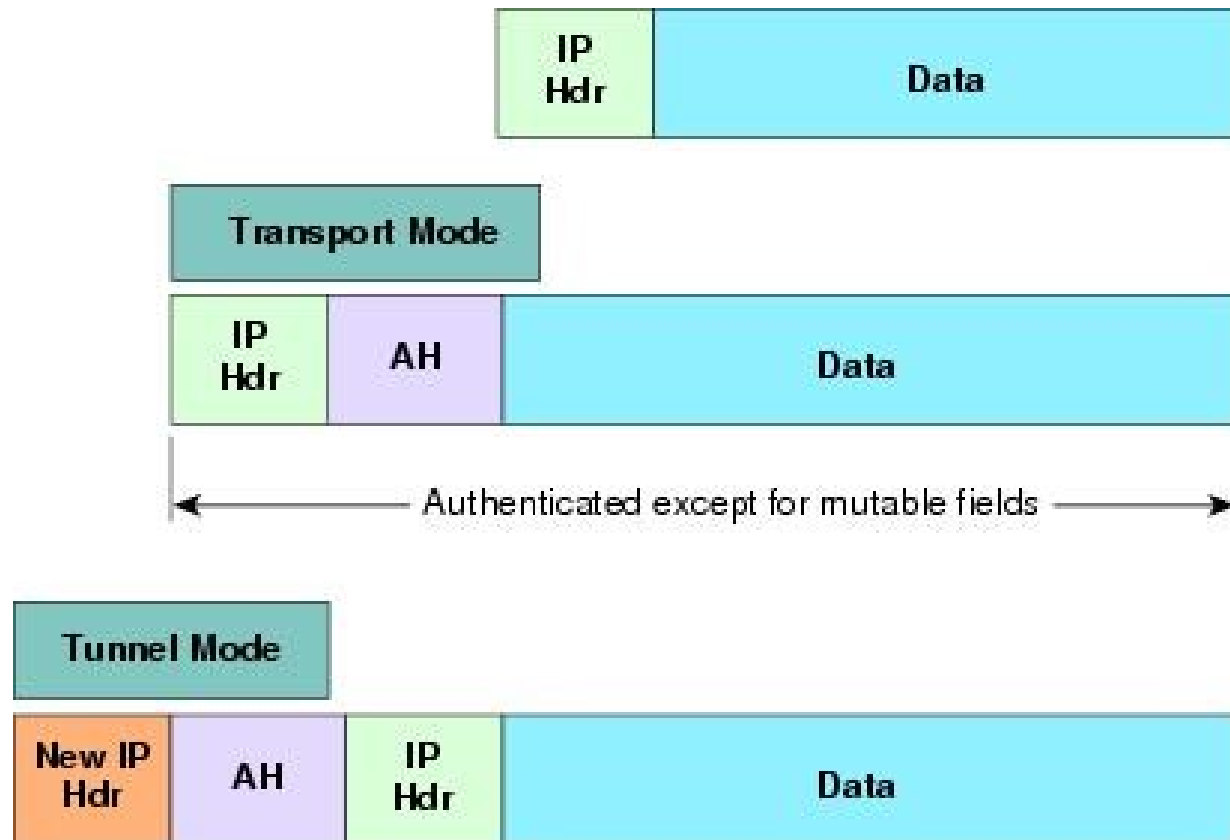 IP
Hdr
Data
Transport Mode
IP
Hdr
AH
Data
Authenticated except for mutable fields
Tunnel Mode
New IP
Hdr
AH
IP
Hdr
Data